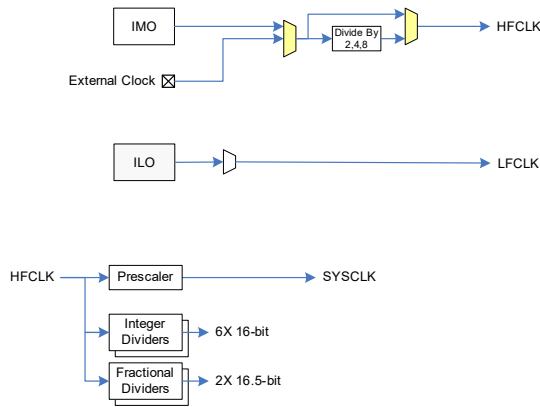 IMO
HFCLK
Divide By
2,4,8
External Clock
ILO
LFCLK
HFCLK
Prescaler
SYSCLK
Integer
Dividers
6X 16-bit
Fractional
Dividers
2X 16.5-bit